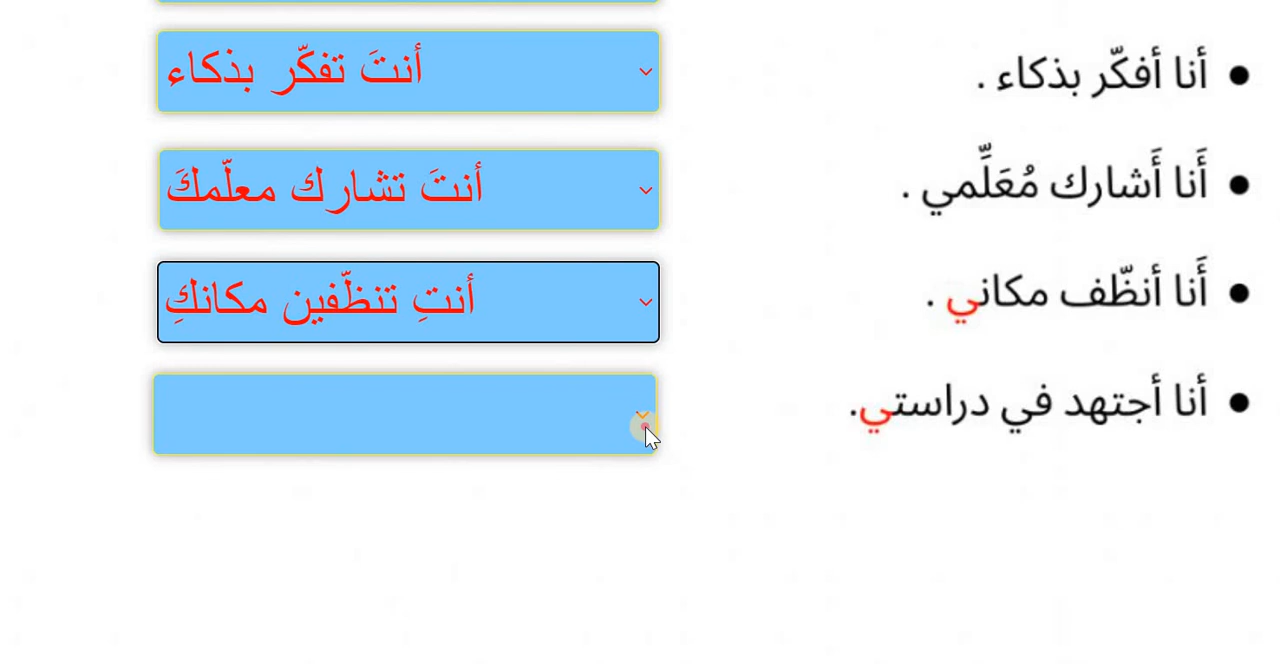 ● أنا أفكّر بذكاء .
أنتَ تفكّر بذكاء
● أَنا أَشارك مُعَلِّمي .
أنتَ تشارك معلّمكَ
● أَنا أنظّف مكاني .
أنتِ تنظّفين مكانكِ
● أنا أجتهد في دراستي.